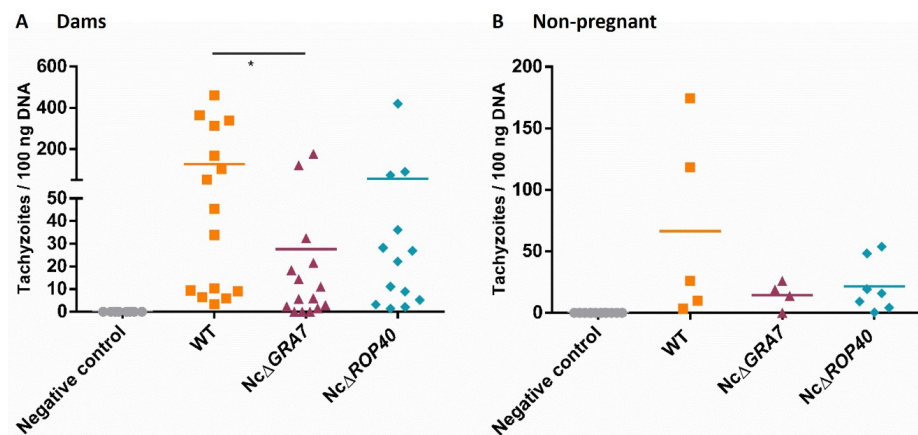 A Dams
Tachyzoites / 100 ng DNA
600
400
200
50
40
30
20
10
0
*
Negative control
WT
NcΔGRA7
NcΔROP40
B Non-pregnant
Tachyzoites / 100 ng DNA
200
150
100
50
0
Negative control
WT
NcΔGRA7
NcΔROP40